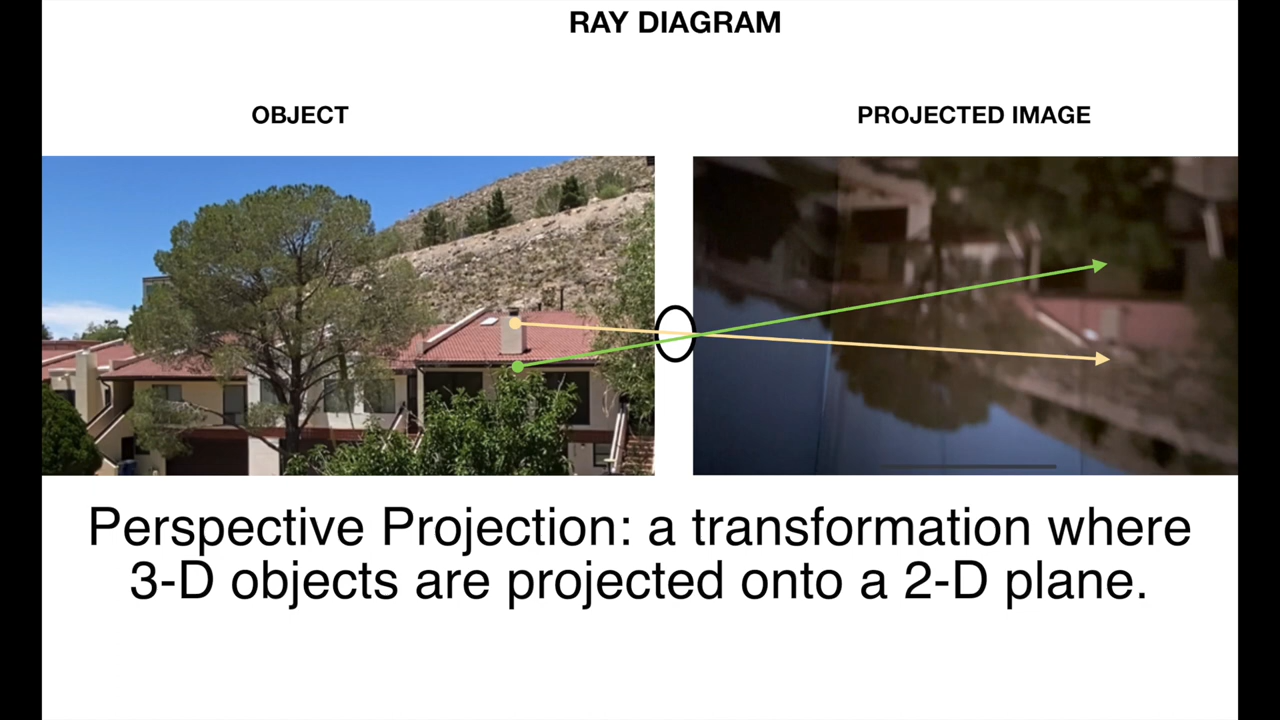 RAY DIAGRAM
OBJECT
PROJECTED IMAGE
Perspective Projection: a transformation where
3-D objects are projected onto a 2-D plane.